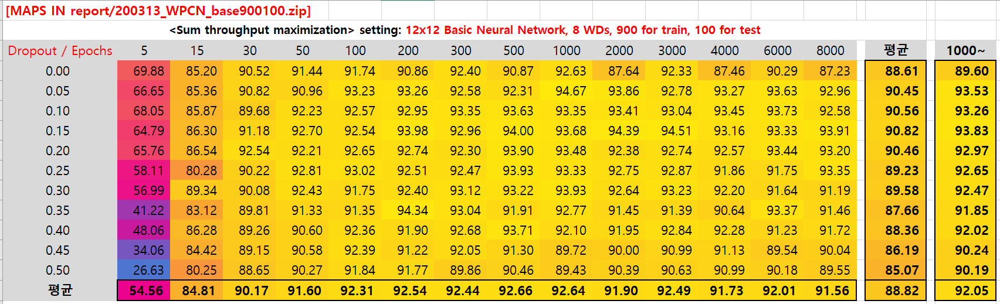 [MAPS IN report/200313_WPCN_base900100.zip]
<Sum throughput maximization> setting: 12x12 Basic Neural Network, 8 WDs, 900 for train, 100 for test
Dropout / Epochs 5 15 30 50 100 200 300 500 1000 2000 3000 4000 6000 8000 평균 1000~
0.00 69.88 85.20 90.52 91.44 91.74 90.86 92.40 90.87 92.63 87.64 92.33 87.46 90.29 87.23 88.61 89.60
0.05 66.65 85.36 90.82 90.96 93.23 93.26 92.58 92.31 94.67 93.86 92.78 93.27 93.63 92.96 90.45 93.53
0.10 68.05 85.87 89.68 92.23 92.57 92.95 93.35 93.63 93.35 93.41 93.04 93.45 93.73 92.58 90.56 93.26
0.15 64.79 86.30 91.18 92.70 92.54 93.98 92.96 94.00 93.68 94.39 94.51 93.16 93.33 93.91 90.82 93.83
0.20 65.76 86.54 92.54 92.21 92.65 92.74 92.30 93.90 93.48 92.38 92.74 92.57 93.44 93.20 90.46 92.97
0.25 58.11 80.28 90.22 92.81 93.02 92.51 92.47 93.93 93.33 92.75 92.87 91.86 91.75 93.35 89.23 92.65
0.30 56.99 89.34 90.08 92.43 91.75 92.40 93.12 93.22 93.93 92.64 93.23 92.20 91.64 91.19 89.58 92.47
0.35 41.22 83.12 89.81 91.33 91.35 94.34 93.04 91.91 92.77 91.45 91.39 90.64 93.37 91.46 87.66 91.85
0.40 48.06 86.28 89.26 90.60 92.36 91.90 92.68 93.71 92.10 91.95 92.84 92.28 91.23 91.72 88.36 92.02
0.45 34.06 84.42 89.15 90.58 92.39 91.22 92.05 91.30 89.72 90.00 90.99 91.13 89.54 90.04 86.19 90.24
0.50 26.63 80.25 88.65 90.27 91.84 91.77 89.86 90.46 89.43 90.39 90.63 90.99 90.18 89.55 85.07 90.19
평균 54.56 84.81 90.17 91.60 92.31 92.54 92.44 92.66 92.64 91.90 92.49 91.73 92.01 91.56 88.82 92.05